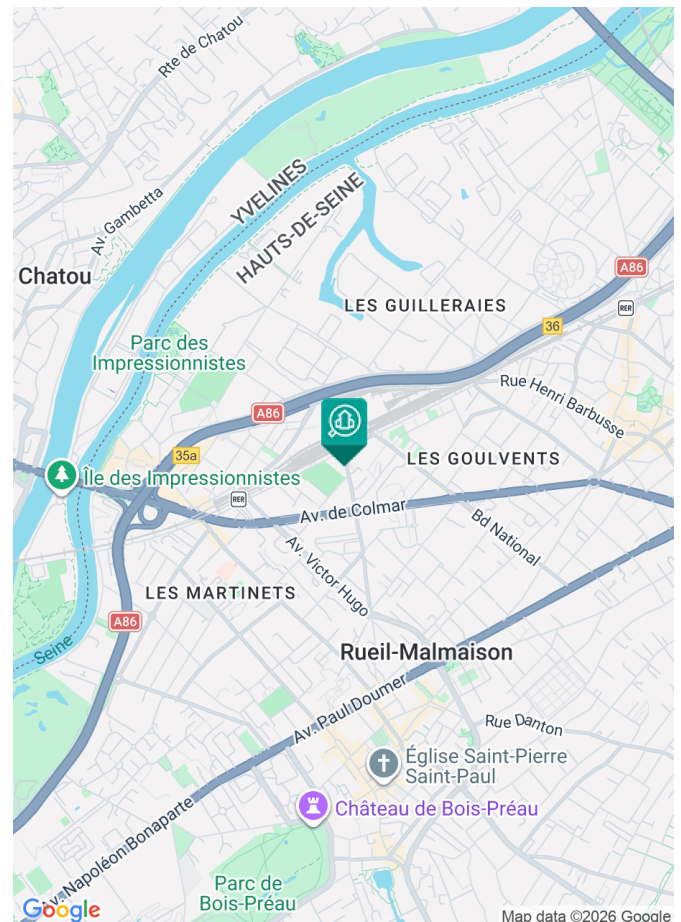 Rte de Chatou
Av. Gambetta
YVELINES
HAUTS-DE-SEINE
Chatou
A86
LES GUILLERAIES
RER
36
Parc des
Impressionnistes
Rue Henri Barbusse
A86
35a
LES GOULVENTS
Île des Impressionnistes
RER
Av. de Colmar
Bd National
Av. Victor Hugo
LES MARTINETS
A86
Seine
Rueil-Malmaison
Av. Paul Doumer
Rue Danton
Église Saint-Pierre
Saint-Paul
Château de Bois-Préau
Av. Napoléon Bonaparte
Parc de
Bois-Préau
Google
Map data ©2026 Google